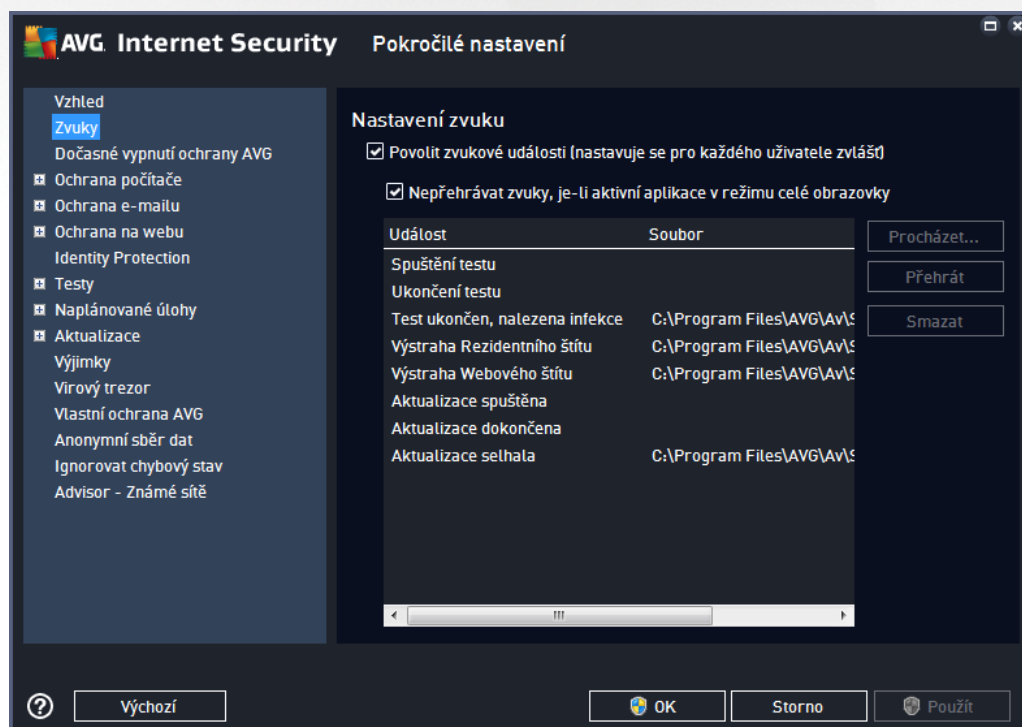 AVG. Internet Security Pokročilé nastavení
Vzhled
Zvuky
Dočasné vypnutí ochrany AVG
Ochrana počítače
Ochrana e-mailu
Ochrana na webu
Identity Protection
Testy
Naplánované úlohy
Aktualizace
Výjimky
Virový trezor
Vlastní ochrana AVG
Anonymní sběr dat
Ignorovat chybový stav
Advisor - Známé sítě
Nastavení zvuku
Povolit zvukové události (nastavuje se pro každého uživatele zvlášť)
Nepřehrávat zvuky, je-li aktivní aplikace v režimu celé obrazovky
Událost Soubor
Spuštění testu
Ukončení testu
Test ukončen, nalezena infekce C:\Program Files\AVG\Av\S
Výstraha Rezidentního štítu C:\Program Files\AVG\Av\S
Výstraha Webového štítu C:\Program Files\AVG\Av\S
Aktualizace spuštěna
Aktualizace dokončena
Aktualizace selhala C:\Program Files\AVG\Av\S
Procházet...
Přehrát
Smazat
Výchozí
OK
Storno
Použít